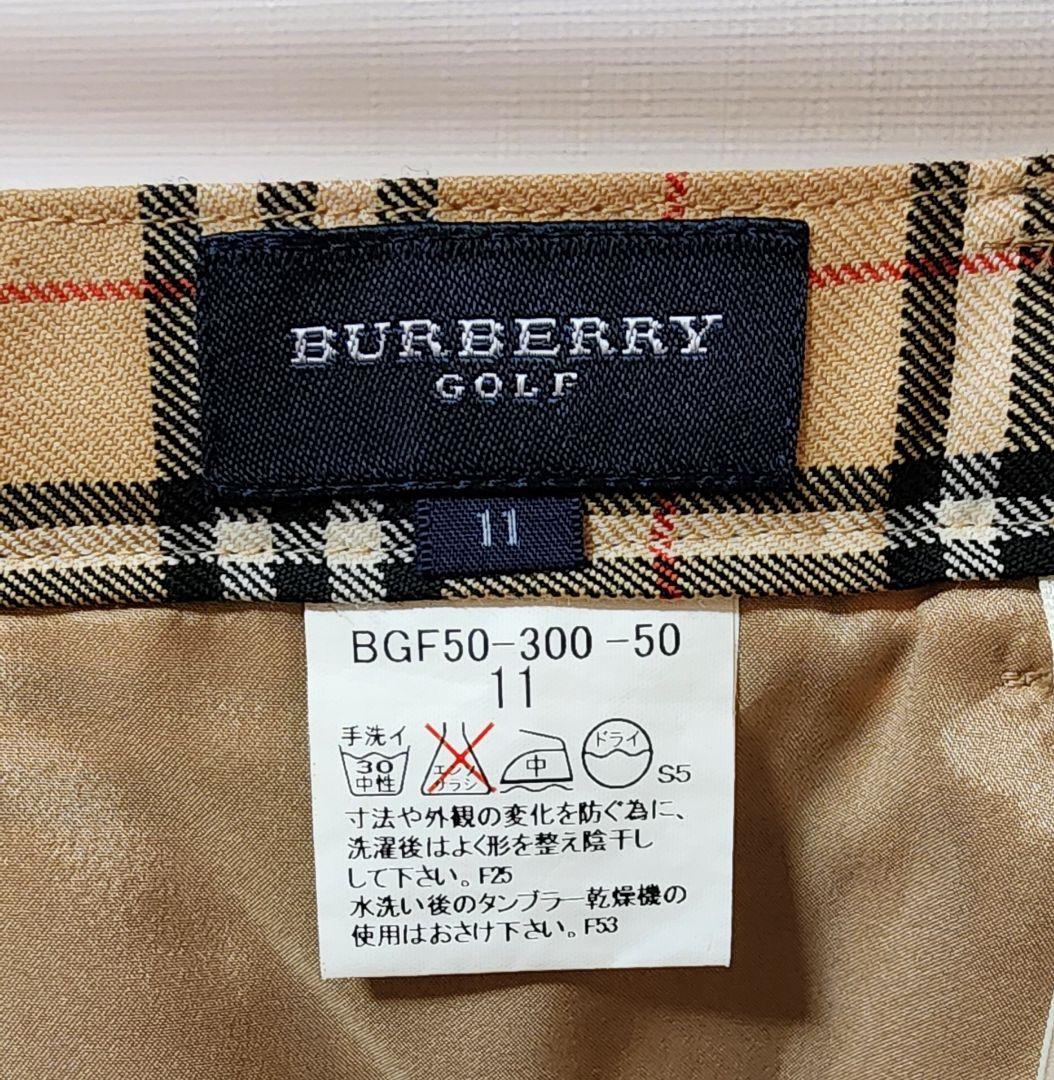 BURBERRY
GOLF
11
BGF50-300-50
11
手洗イ
30
中性
エンソ
サラシ
中
ドライ
S5
寸法や外観の変化を防ぐ為に、
洗濯後はよく形を整え陰干し
して下さい。F25
水洗い後のタンブラー乾燥機の
使用はおさけ下さい。F53